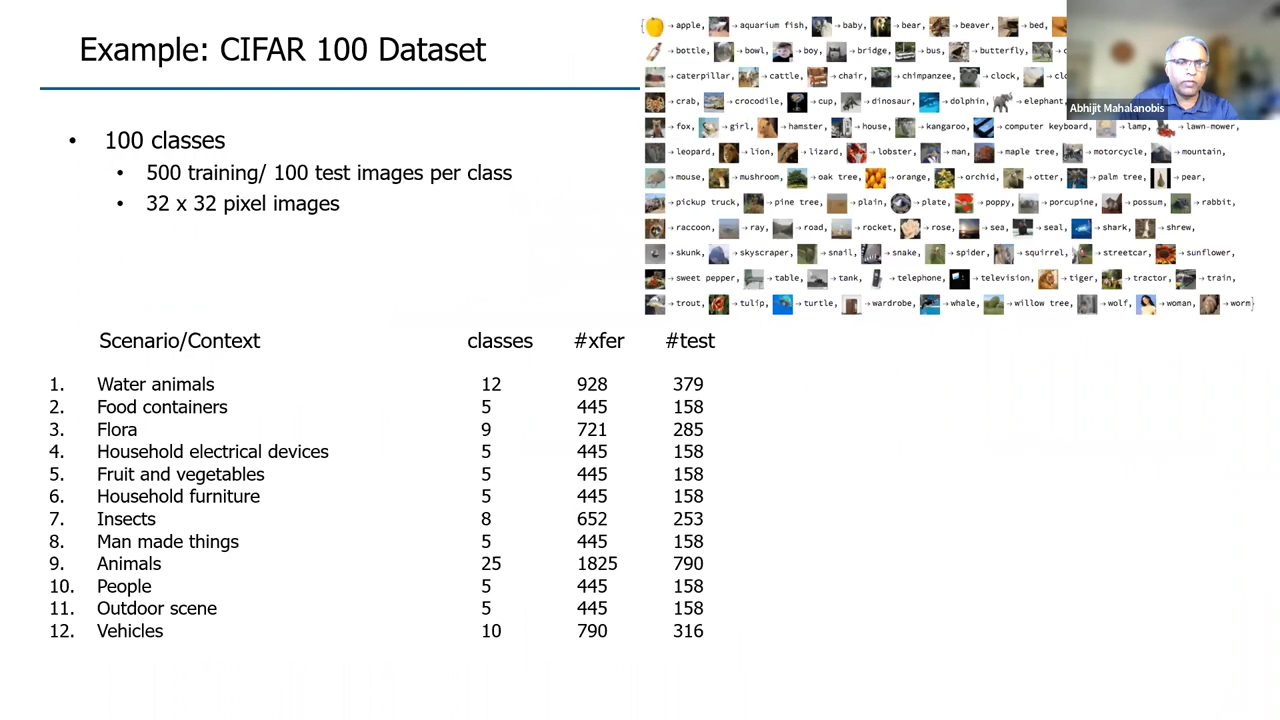 Example: CIFAR 100 Dataset
• 100 classes
• 500 training/ 100 test images per class
• 32 x 32 pixel images
{ → apple, → aquarium fish, → baby, → bear, → beaver, → bed,
→ bottle, → bowl, → boy, → bridge, → bus, → butterfly,
→ caterpillar, → cattle, → chair, → chimpanzee, → clock,
→ crab, → crocodile, → cup, → dinosaur, → dolphin, → elephant,
→ fox, → girl, → hamster, → house, → kangaroo, → computer keyboard, → lamp, → lawn-mower,
→ leopard, → lion, → lizard, → lobster, → man, → maple tree, → motorcycle, → mountain,
→ mouse, → mushroom, → oak tree, → orange, → orchid, → otter, → palm tree, → pear,
→ pickup truck, → pine tree, → plain, → plate, → poppy, → porcupine, → possum, → rabbit,
→ raccoon, → ray, → road, → rocket, → rose, → sea, → seal, → shark, → shrew,
→ skunk, → skyscraper, → snail, → snake, → spider, → squirrel, → streetcar, → sunflower,
→ sweet pepper, → table, → tank, → telephone, → television, → tiger, → tractor, → train,
→ trout, → tulip, → turtle, → wardrobe, → whale, → willow tree, → wolf, → woman, → worm}
Abhijit Mahalanobis
Scenario/Context classes #xfer #test
1. Water animals 12 928 379
2. Food containers 5 445 158
3. Flora 9 721 285
4. Household electrical devices 5 445 158
5. Fruit and vegetables 5 445 158
6. Household furniture 5 445 158
7. Insects 8 652 253
8. Man made things 5 445 158
9. Animals 25 1825 790
10. People 5 445 158
11. Outdoor scene 5 445 158
12. Vehicles 10 790 316